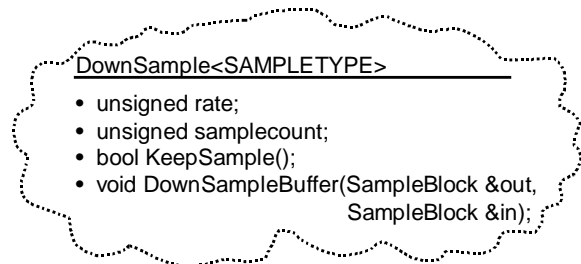 DownSample<SAMPLETYPE>
• unsigned rate;
• unsigned samplecount;
• bool KeepSample();
• void DownSampleBuffer(SampleBlock &out,
SampleBlock &in);